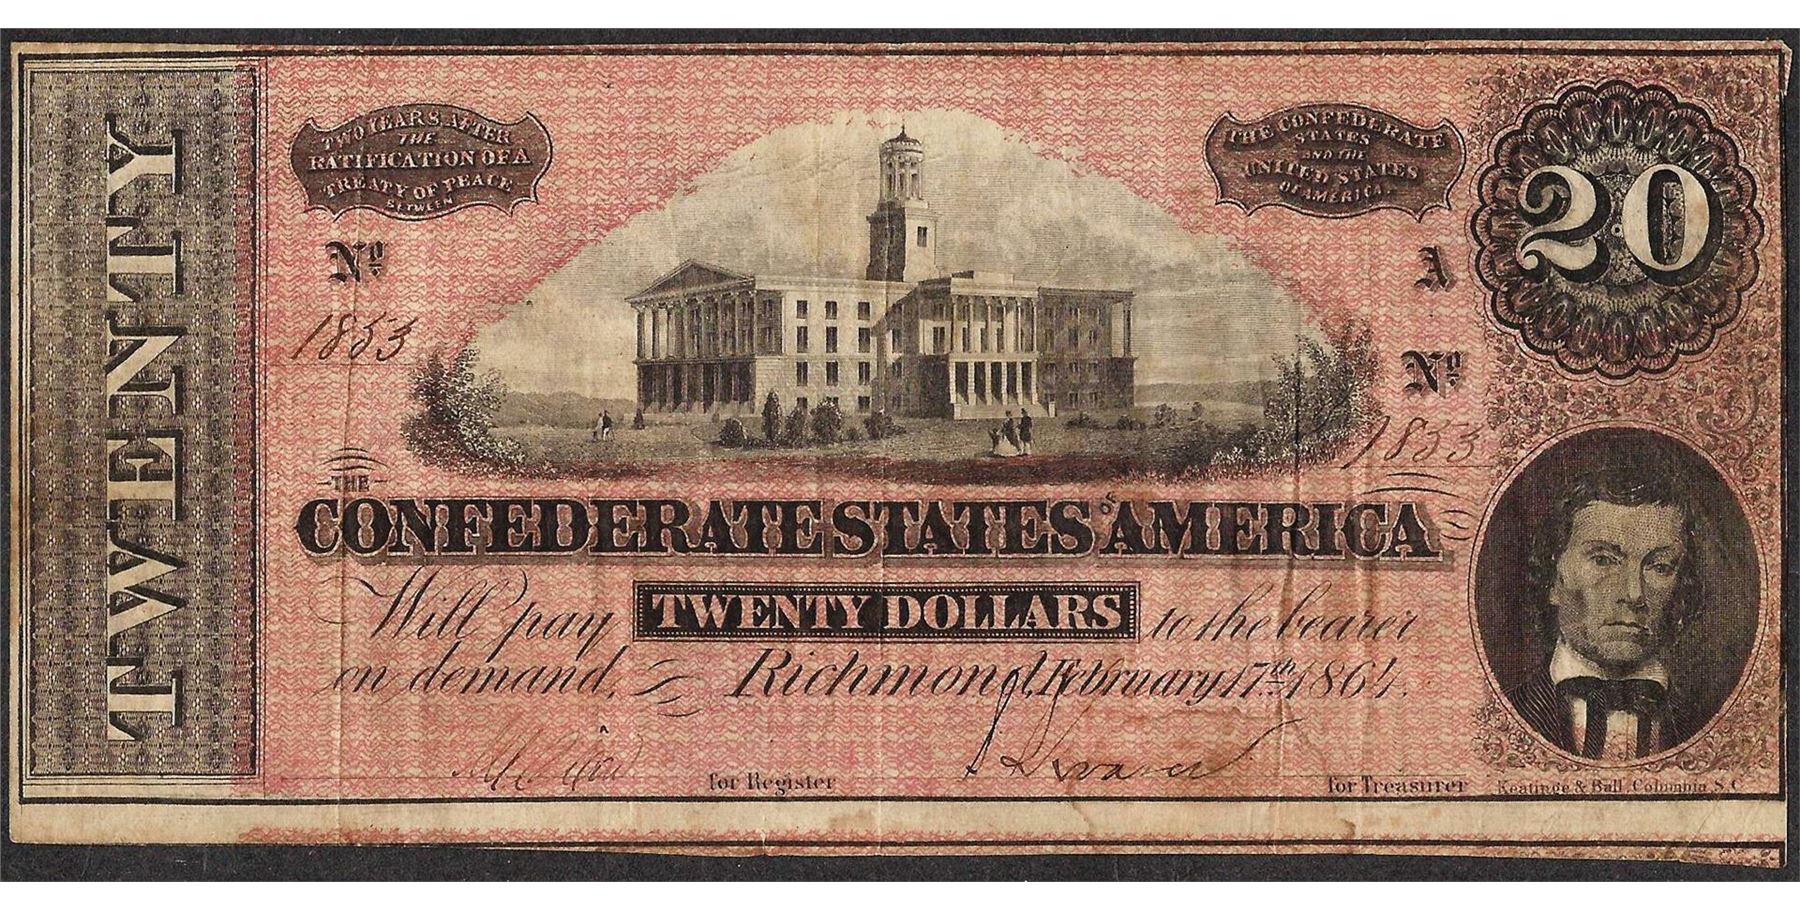 TWENTY
TWO YEARS AFTER
THE
RATIFICATION OF A
TREATY OF PEACE
BETWEEN
THE CONFEDERATE
STATES
AND THE
UNITED STATES
OF AMERICA.
20
No.
1853
A
No.
1853
THE
CONFEDERATE STATES OF AMERICA
Will pay TWENTY DOLLARS to the bearer
on demand, Richmond, February 17th 1864.
for Register
for Treasurer
Keatinge & Ball, Columbia, S.C.